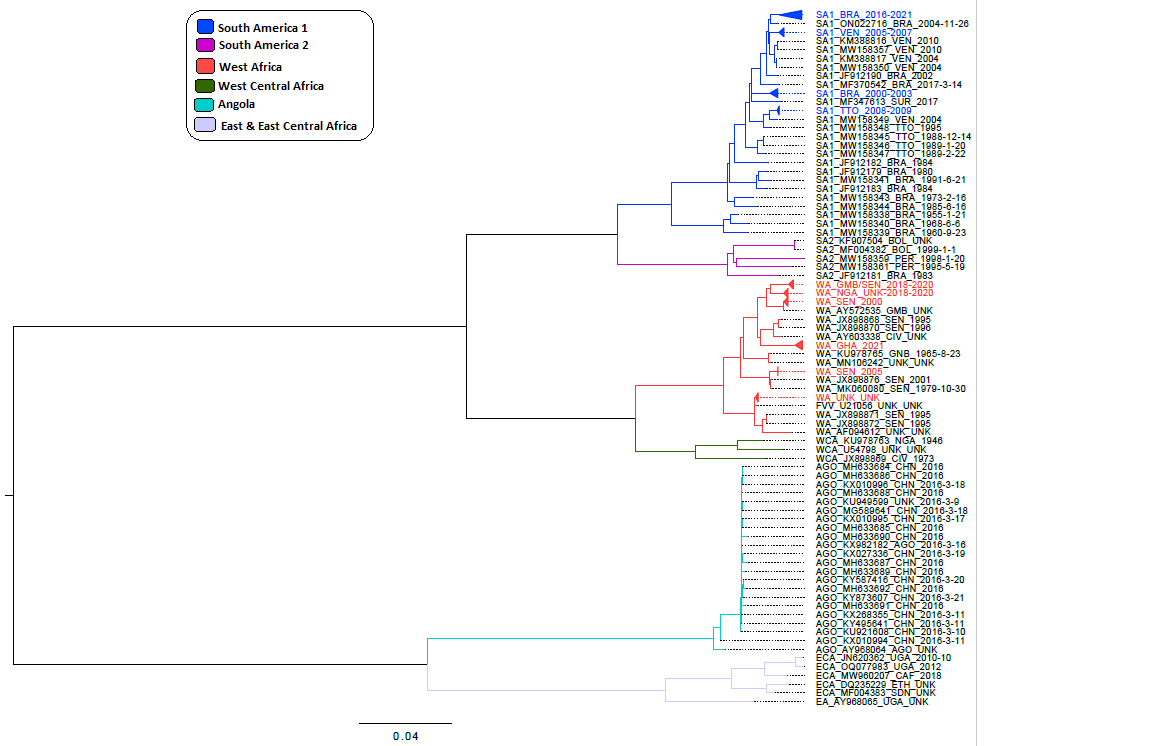 South America 1
South America 2
West Africa
West Central Africa
Angola
East & East Central Africa
SA1_BRA_2016-2021
SA1_ON022716_BRA_2004-11-26
SA1_VEN_2005-2007
SA1_KM388816_VEN_2010
SA1_MW158357_VEN_2010
SA1_KM388817_VEN_2004
SA1_MW158350_VEN_2004
SA1_JF912190_BRA_2002
SA1_MF370542_BRA_2017-3-14
SA1_BRA_2000-2003
SA1_MF347613_SUR_2017
SA1_TTO_2008-2009
SA1_MW158349_VEN_2004
SA1_MW158348_TTO_1995
SA1_MW158345_TTO_1988-12-14
SA1_MW158346_TTO_1989-1-20
SA1_MW158347_TTO_1989-2-22
SA1_JF912182_BRA_1984
SA1_JF912179_BRA_1980
SA1_MW158341_BRA_1991-6-21
SA1_JF912183_BRA_1984
SA1_MW158343_BRA_1973-2-16
SA1_MW158344_BRA_1985-6-16
SA1_MW158338_BRA_1955-1-21
SA1_MW158340_BRA_1968-6-6
SA1_MW158339_BRA_1960-9-23
SA2_KF907504_BOL_UNK
SA2_MF004382_BOL_1999-1-1
SA2_MW158359_PER_1998-1-20
SA2_MW158361_PER_1995-5-19
SA2_JF912181_BRA_1983
WA_GMB/SEN_2018-2020
WA_NGA_UNK-2018-2020
WA_SEN_2000
WA_AY572535_GMB_UNK
WA_JX898868_SEN_1995
WA_JX898870_SEN_1996
WA_AY603338_CIV_UNK
WA_GHA_2021
WA_KU978765_GNB_1965-8-23
WA_MN106242_UNK_UNK
WA_SEN_2005
WA_JX898876_SEN_2001
WA_MK060080_SEN_1979-10-30
WA_UNK_UNK
FVV_U21056_UNK_UNK
WA_JX898871_SEN_1995
WA_JX898872_SEN_1995
WA_AF094612_UNK_UNK
WCA_KU978763_NGA_1946
WCA_U54798_UNK_UNK
WCA_JX898869_CIV_1973
AGO_MH633684_CHN_2016
AGO_MH633686_CHN_2016
AGO_KX010996_CHN_2016-3-18
AGO_MH633688_CHN_2016
AGO_KU949599_UNK_2016-3-9
AGO_MG589641_CHN_2016-3-18
AGO_KX010995_CHN_2016-3-17
AGO_MH633685_CHN_2016
AGO_MH633690_CHN_2016
AGO_KX982182_AGO_2016-3-16
AGO_KX027336_CHN_2016-3-19
AGO_MH633687_CHN_2016
AGO_MH633689_CHN_2016
AGO_KY587416_CHN_2016-3-20
AGO_MH633692_CHN_2016
AGO_KY873607_CHN_2016-3-21
AGO_MH633691_CHN_2016
AGO_KX268355_CHN_2016-3-11
AGO_KY495641_CHN_2016-3-11
AGO_KU921608_CHN_2016-3-10
AGO_KX010994_CHN_2016-3-11
AGO_AY968064_AGO_UNK
ECA_JN620362_UGA_2010-10
ECA_OQ077983_UGA_2012
ECA_MW960207_CAF_2018
ECA_DQ235229_ETH_UNK
ECA_MF004383_SDN_UNK
EA_AY968065_UGA_UNK
0.04